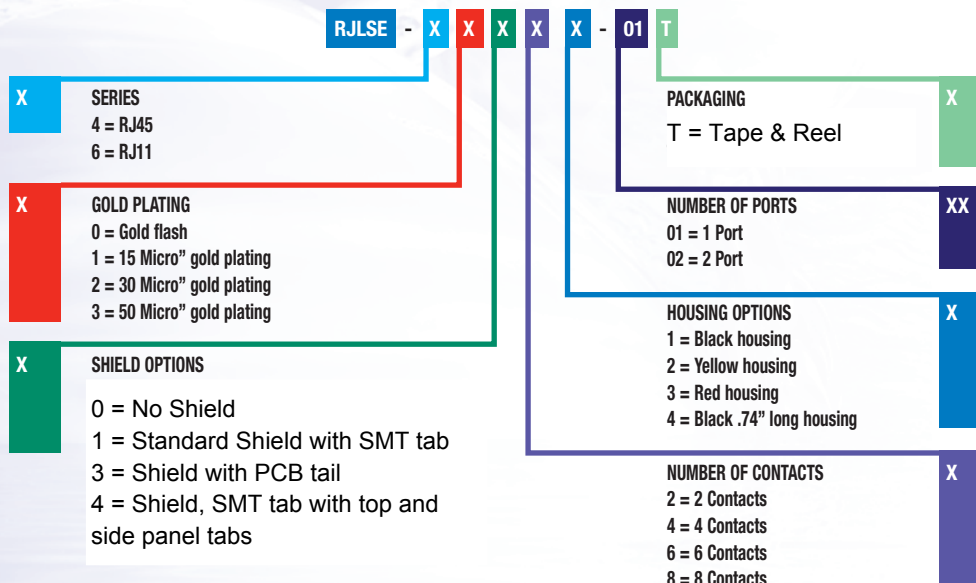 RJLSE - X X X X X - 01 T
X
SERIES
4 = RJ45
6 = RJ11
X
GOLD PLATING
0 = Gold flash
1 = 15 Micro” gold plating
2 = 30 Micro” gold plating
3 = 50 Micro” gold plating
X
SHIELD OPTIONS
0 = No Shield
1 = Standard Shield with SMT tab
3 = Shield with PCB tail
4 = Shield, SMT tab with top and
side panel tabs
PACKAGING
X
T = Tape & Reel
NUMBER OF PORTS
XX
01 = 1 Port
02 = 2 Port
HOUSING OPTIONS
X
1 = Black housing
2 = Yellow housing
3 = Red housing
4 = Black .74” long housing
NUMBER OF CONTACTS
X
2 = 2 Contacts
4 = 4 Contacts
6 = 6 Contacts
8 = 8 Contacts